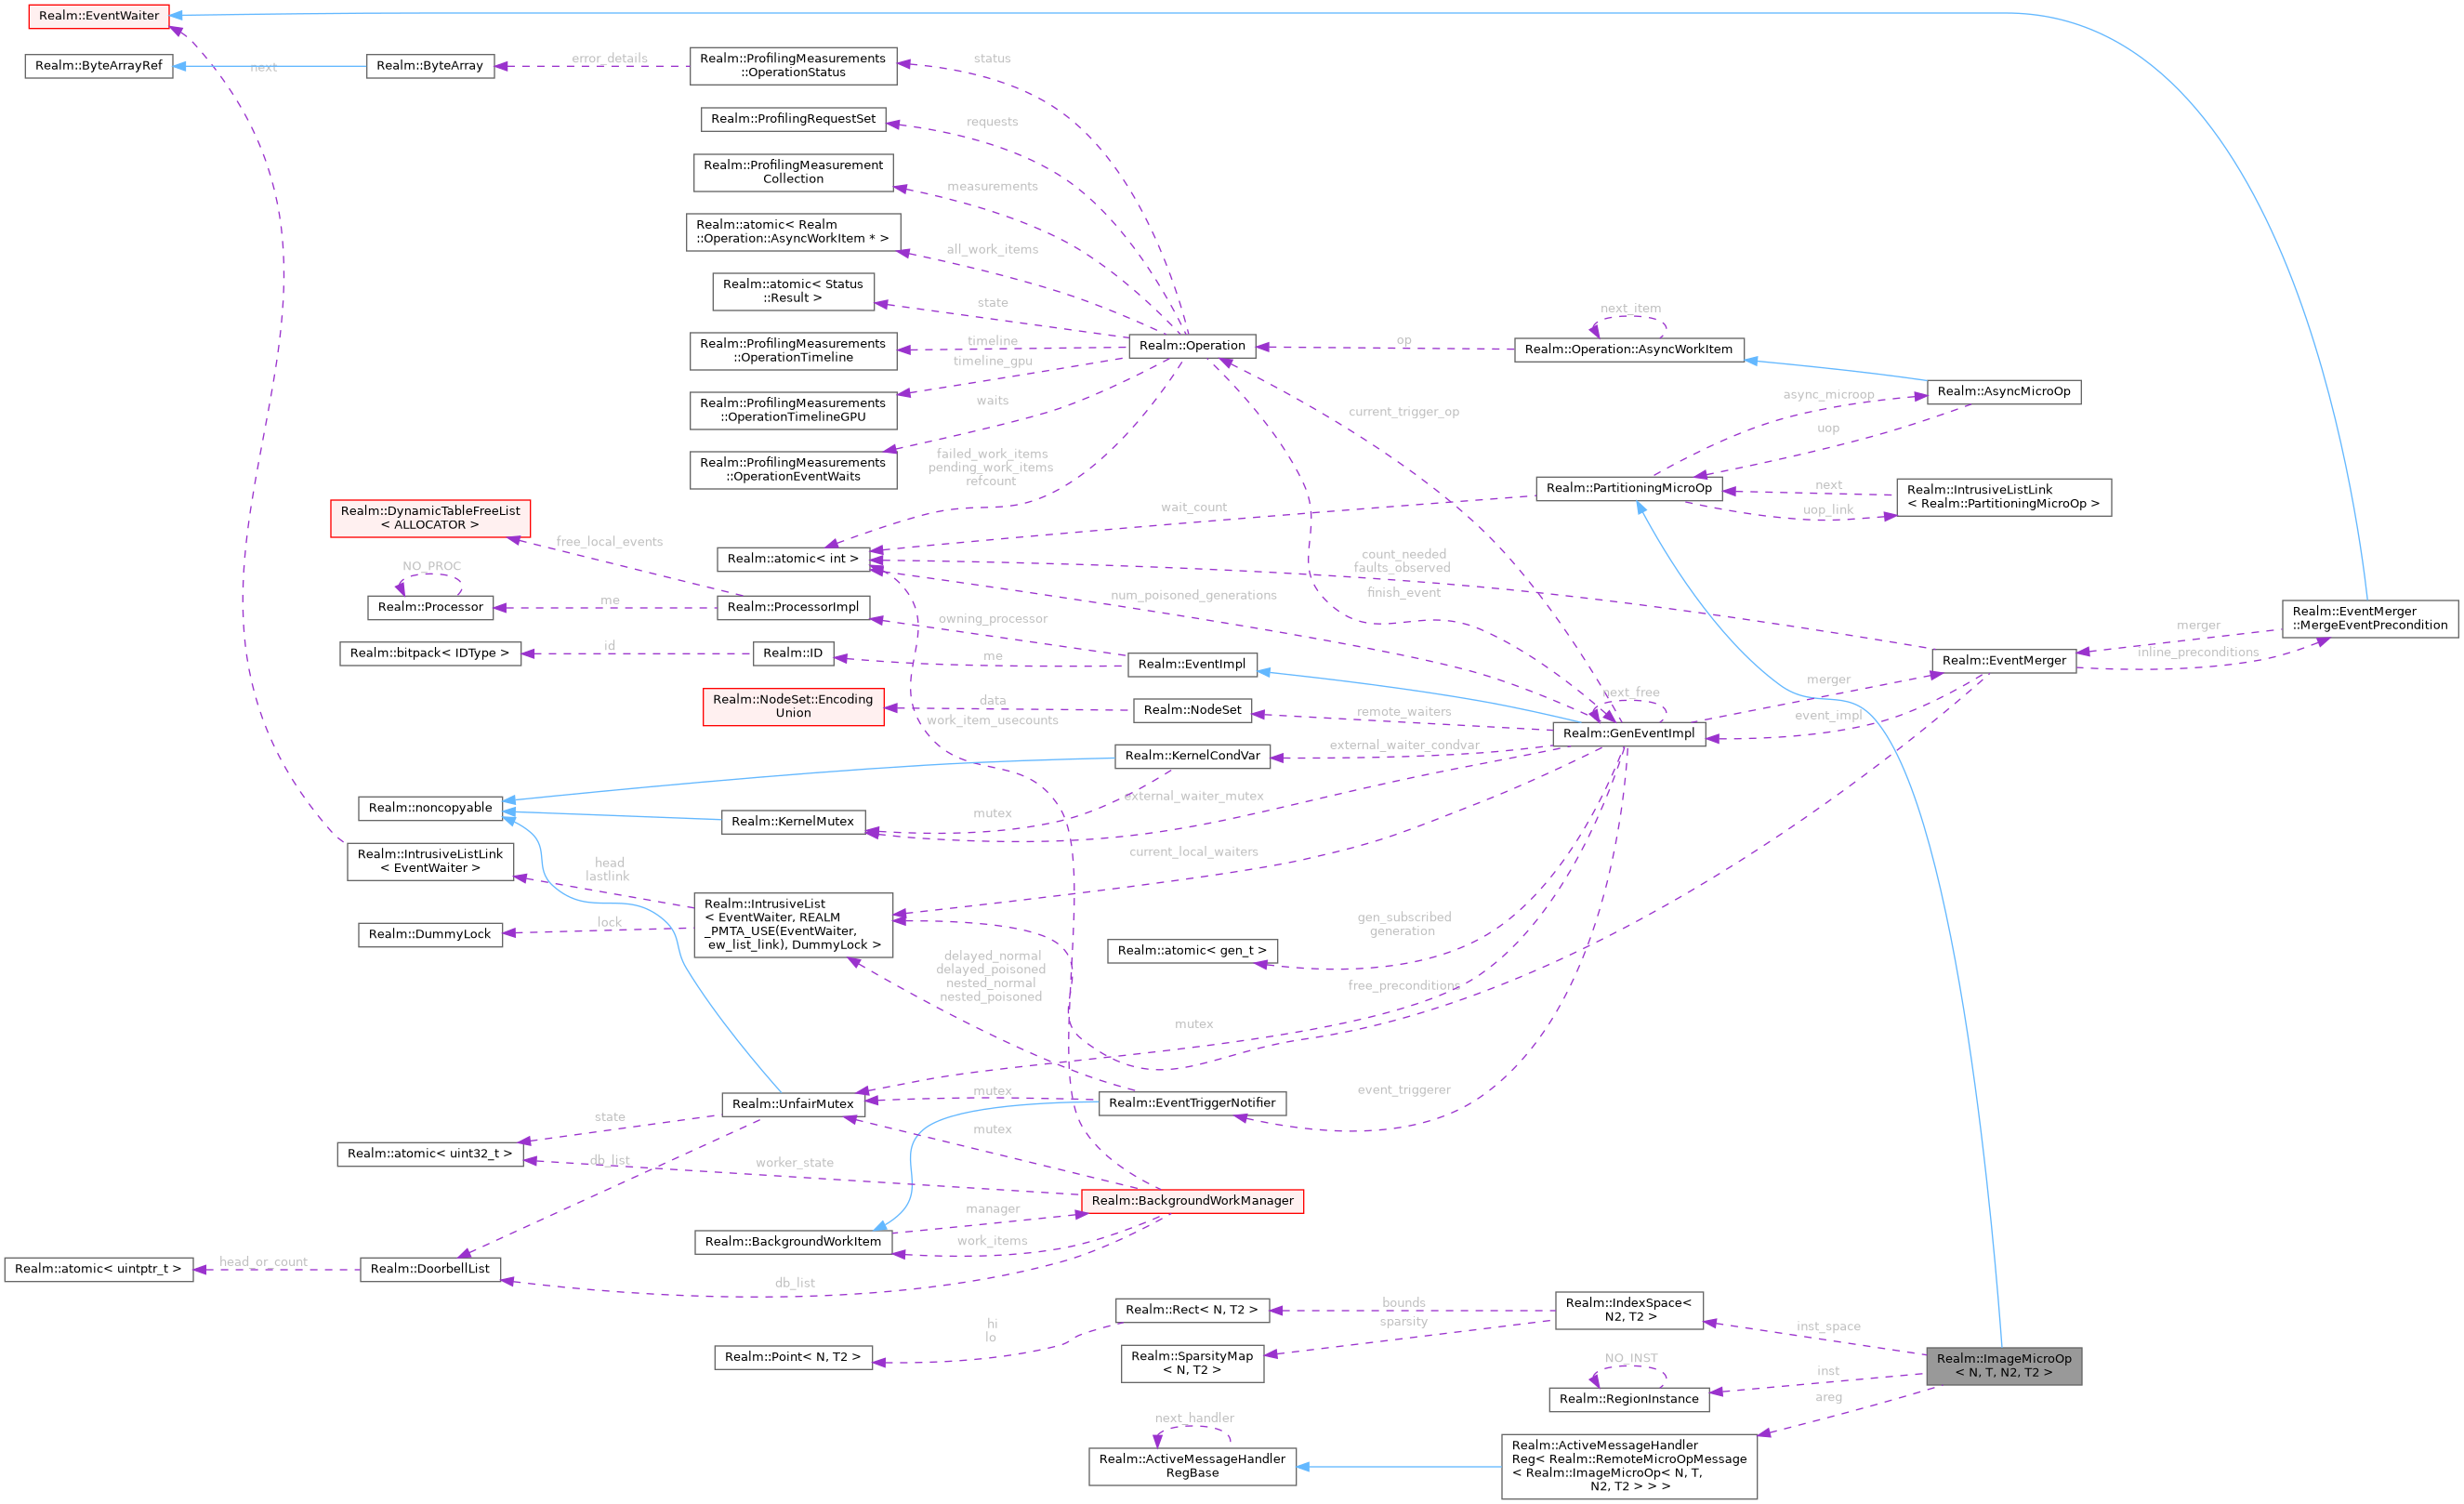 Realm::EventWaiter
Realm::ByteArrayRef
next
Realm::ByteArray
error_details
Realm::ProfilingMeasurements
::OperationStatus
status
Realm::ProfilingRequestSet
requests
Realm::ProfilingMeasurement
Collection
measurements
Realm::atomic< Realm
::Operation::AsyncWorkItem * >
all_work_items
Realm::atomic< Status
::Result >
state
Realm::ProfilingMeasurements
::OperationTimeline
timeline
timeline_gpu
Realm::ProfilingMeasurements
::OperationTimelineGPU
waits
Realm::ProfilingMeasurements
::OperationEventWaits
failed_work_items
pending_work_items
refcount
Realm::Operation
op
next_item
Realm::Operation::AsyncWorkItem
Realm::AsyncMicroOp
async_microop
uop
current_trigger_op
Realm::PartitioningMicroOp
next
uop_link
Realm::IntrusiveListLink
< Realm::PartitioningMicroOp >
wait_count
Realm::DynamicTableFreeList
< ALLOCATOR >
free_local_events
Realm::atomic< int >
count_needed
faults_observed
finish_event
num_poisoned_generations
NO_PROC
Realm::Processor
me
Realm::ProcessorImpl
owning_processor
Realm::bitpack< IDType >
id
Realm::ID
me
Realm::EventImpl
Realm::EventMerger
::MergeEventPrecondition
merger
inline_preconditions
Realm::EventMerger
merger
event_impl
Realm::NodeSet::Encoding
Union
data
work_item_usecounts
Realm::NodeSet
remote_waiters
next_free
Realm::GenEventImpl
external_waiter_condvar
Realm::KernelCondVar
external_waiter_mutex
mutex
Realm::noncopyable
Realm::KernelMutex
Realm::IntrusiveListLink
< EventWaiter >
head
lastlink
current_local_waiters
Realm::IntrusiveList
< EventWaiter, REALM
_PMTA_USE(EventWaiter,
ew_list_link), DummyLock >
lock
Realm::DummyLock
gen_subscribed
generation
Realm::atomic< gen_t >
delayed_normal
delayed_poisoned
nested_normal
nested_poisoned
free_preconditions
mutex
event_triggerer
Realm::UnfairMutex
mutex
Realm::EventTriggerNotifier
state
mutex
Realm::atomic< uint32_t >
db_list
worker_state
Realm::BackgroundWorkManager
manager
Realm::BackgroundWorkItem
work_items
Realm::atomic< uintptr_t >
head_or_count
Realm::DoorbellList
db_list
Realm::Rect< N, T2 >
bounds
Realm::IndexSpace<
N2, T2 >
sparsity
hi
lo
inst_space
Realm::Point< N, T2 >
Realm::SparsityMap
< N, T2 >
Realm::ImageMicroOp
< N, T, N2, T2 >
NO_INST
inst
Realm::RegionInstance
areg
next_handler
Realm::ActiveMessageHandler
RegBase
Realm::ActiveMessageHandler
Reg< Realm::RemoteMicroOpMessage
< Realm::ImageMicroOp< N, T,
N2, T2 > > >